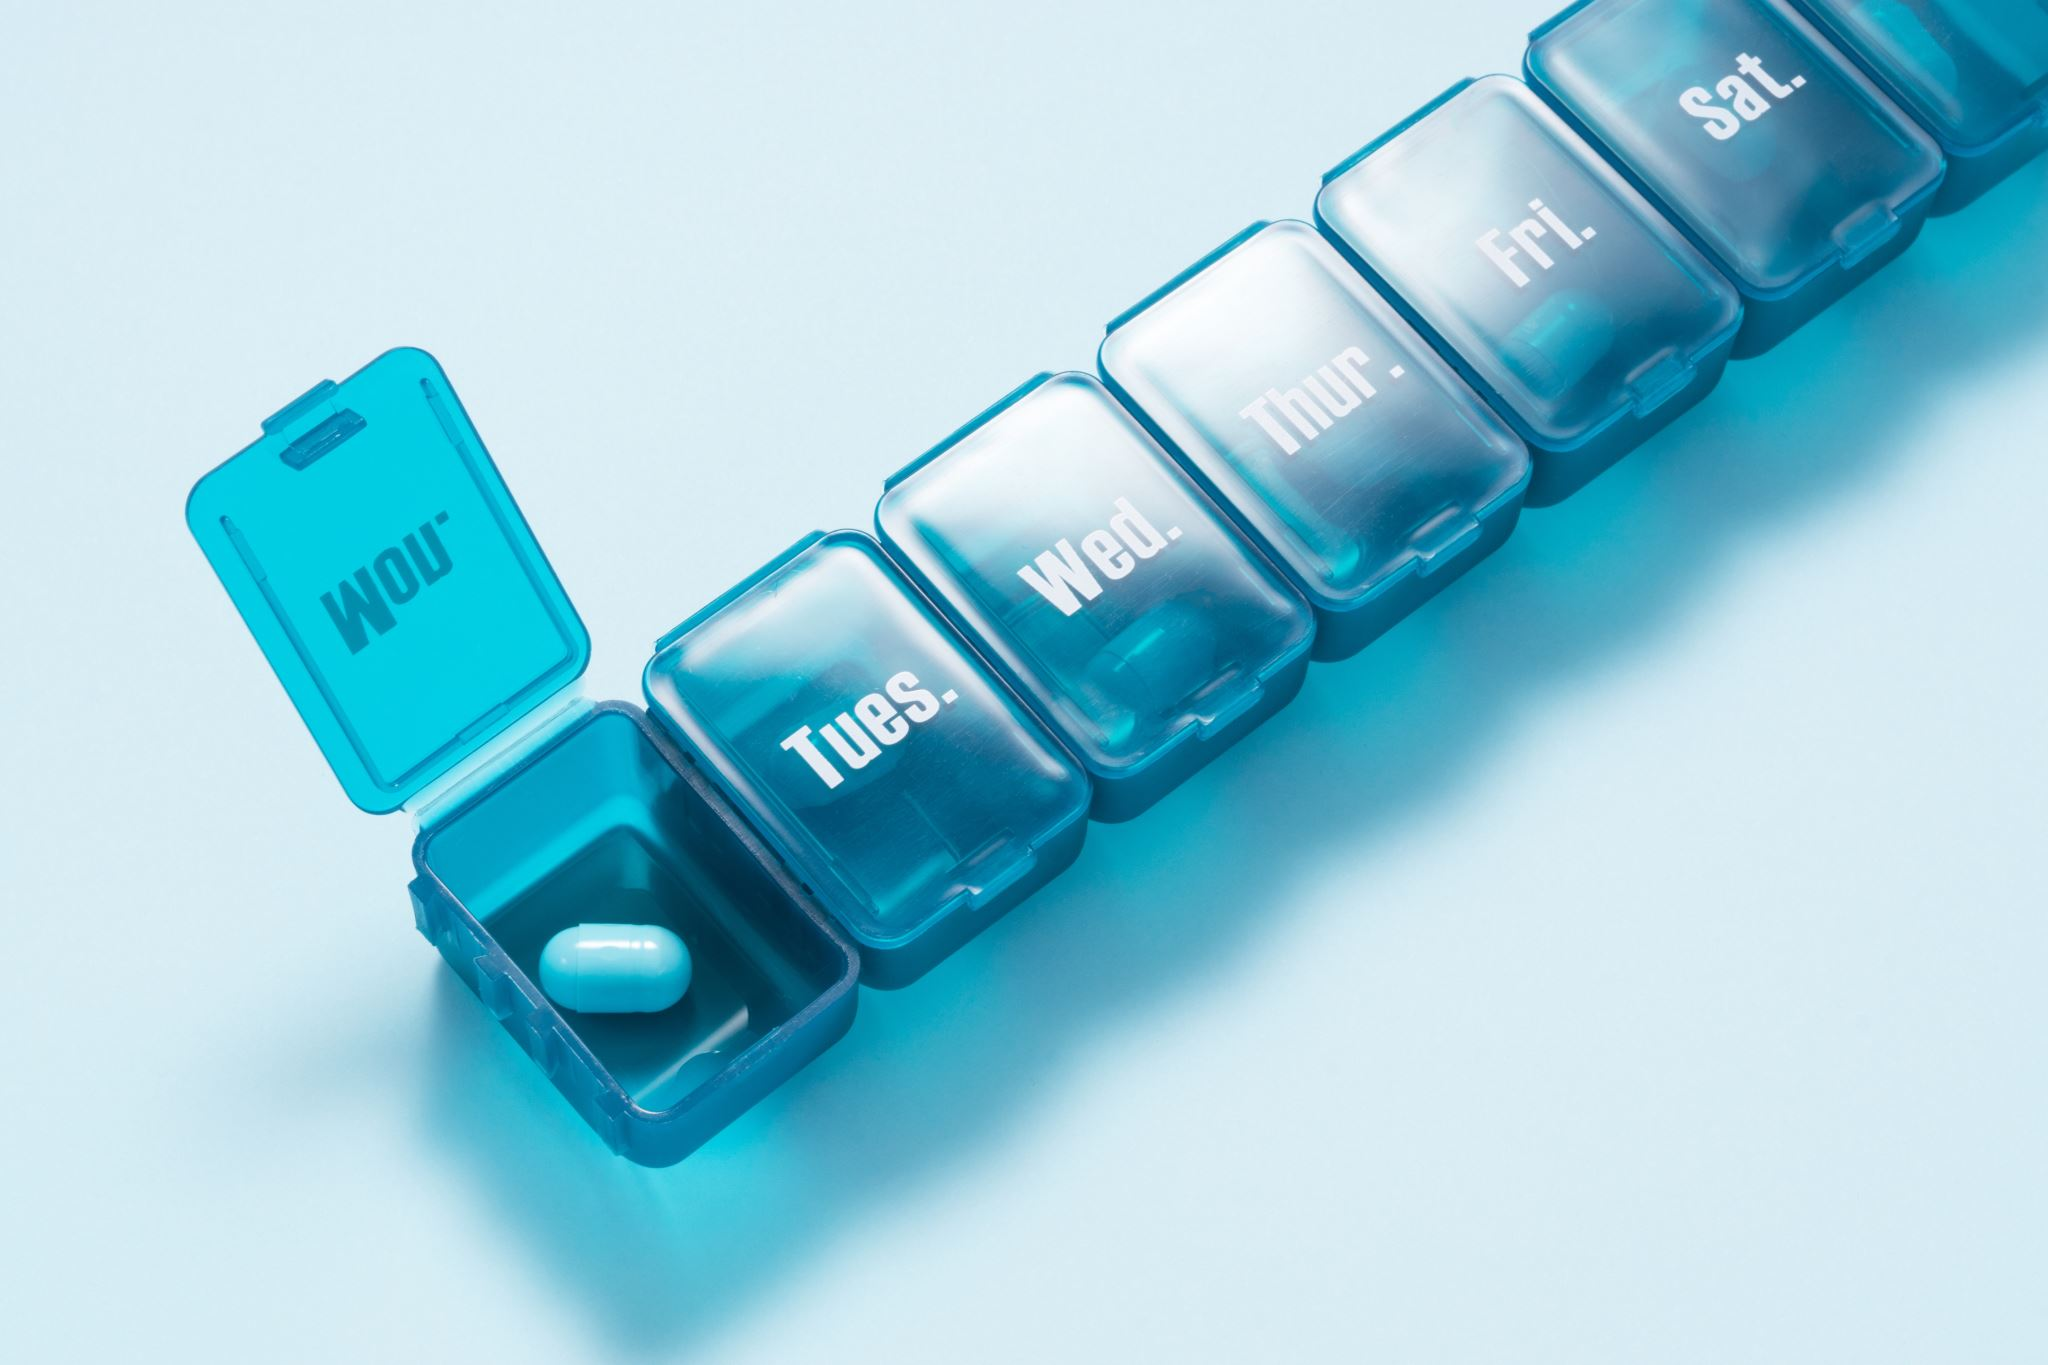 Mon.
Tues.
Wed.
Thur.
Fri.
Sat.